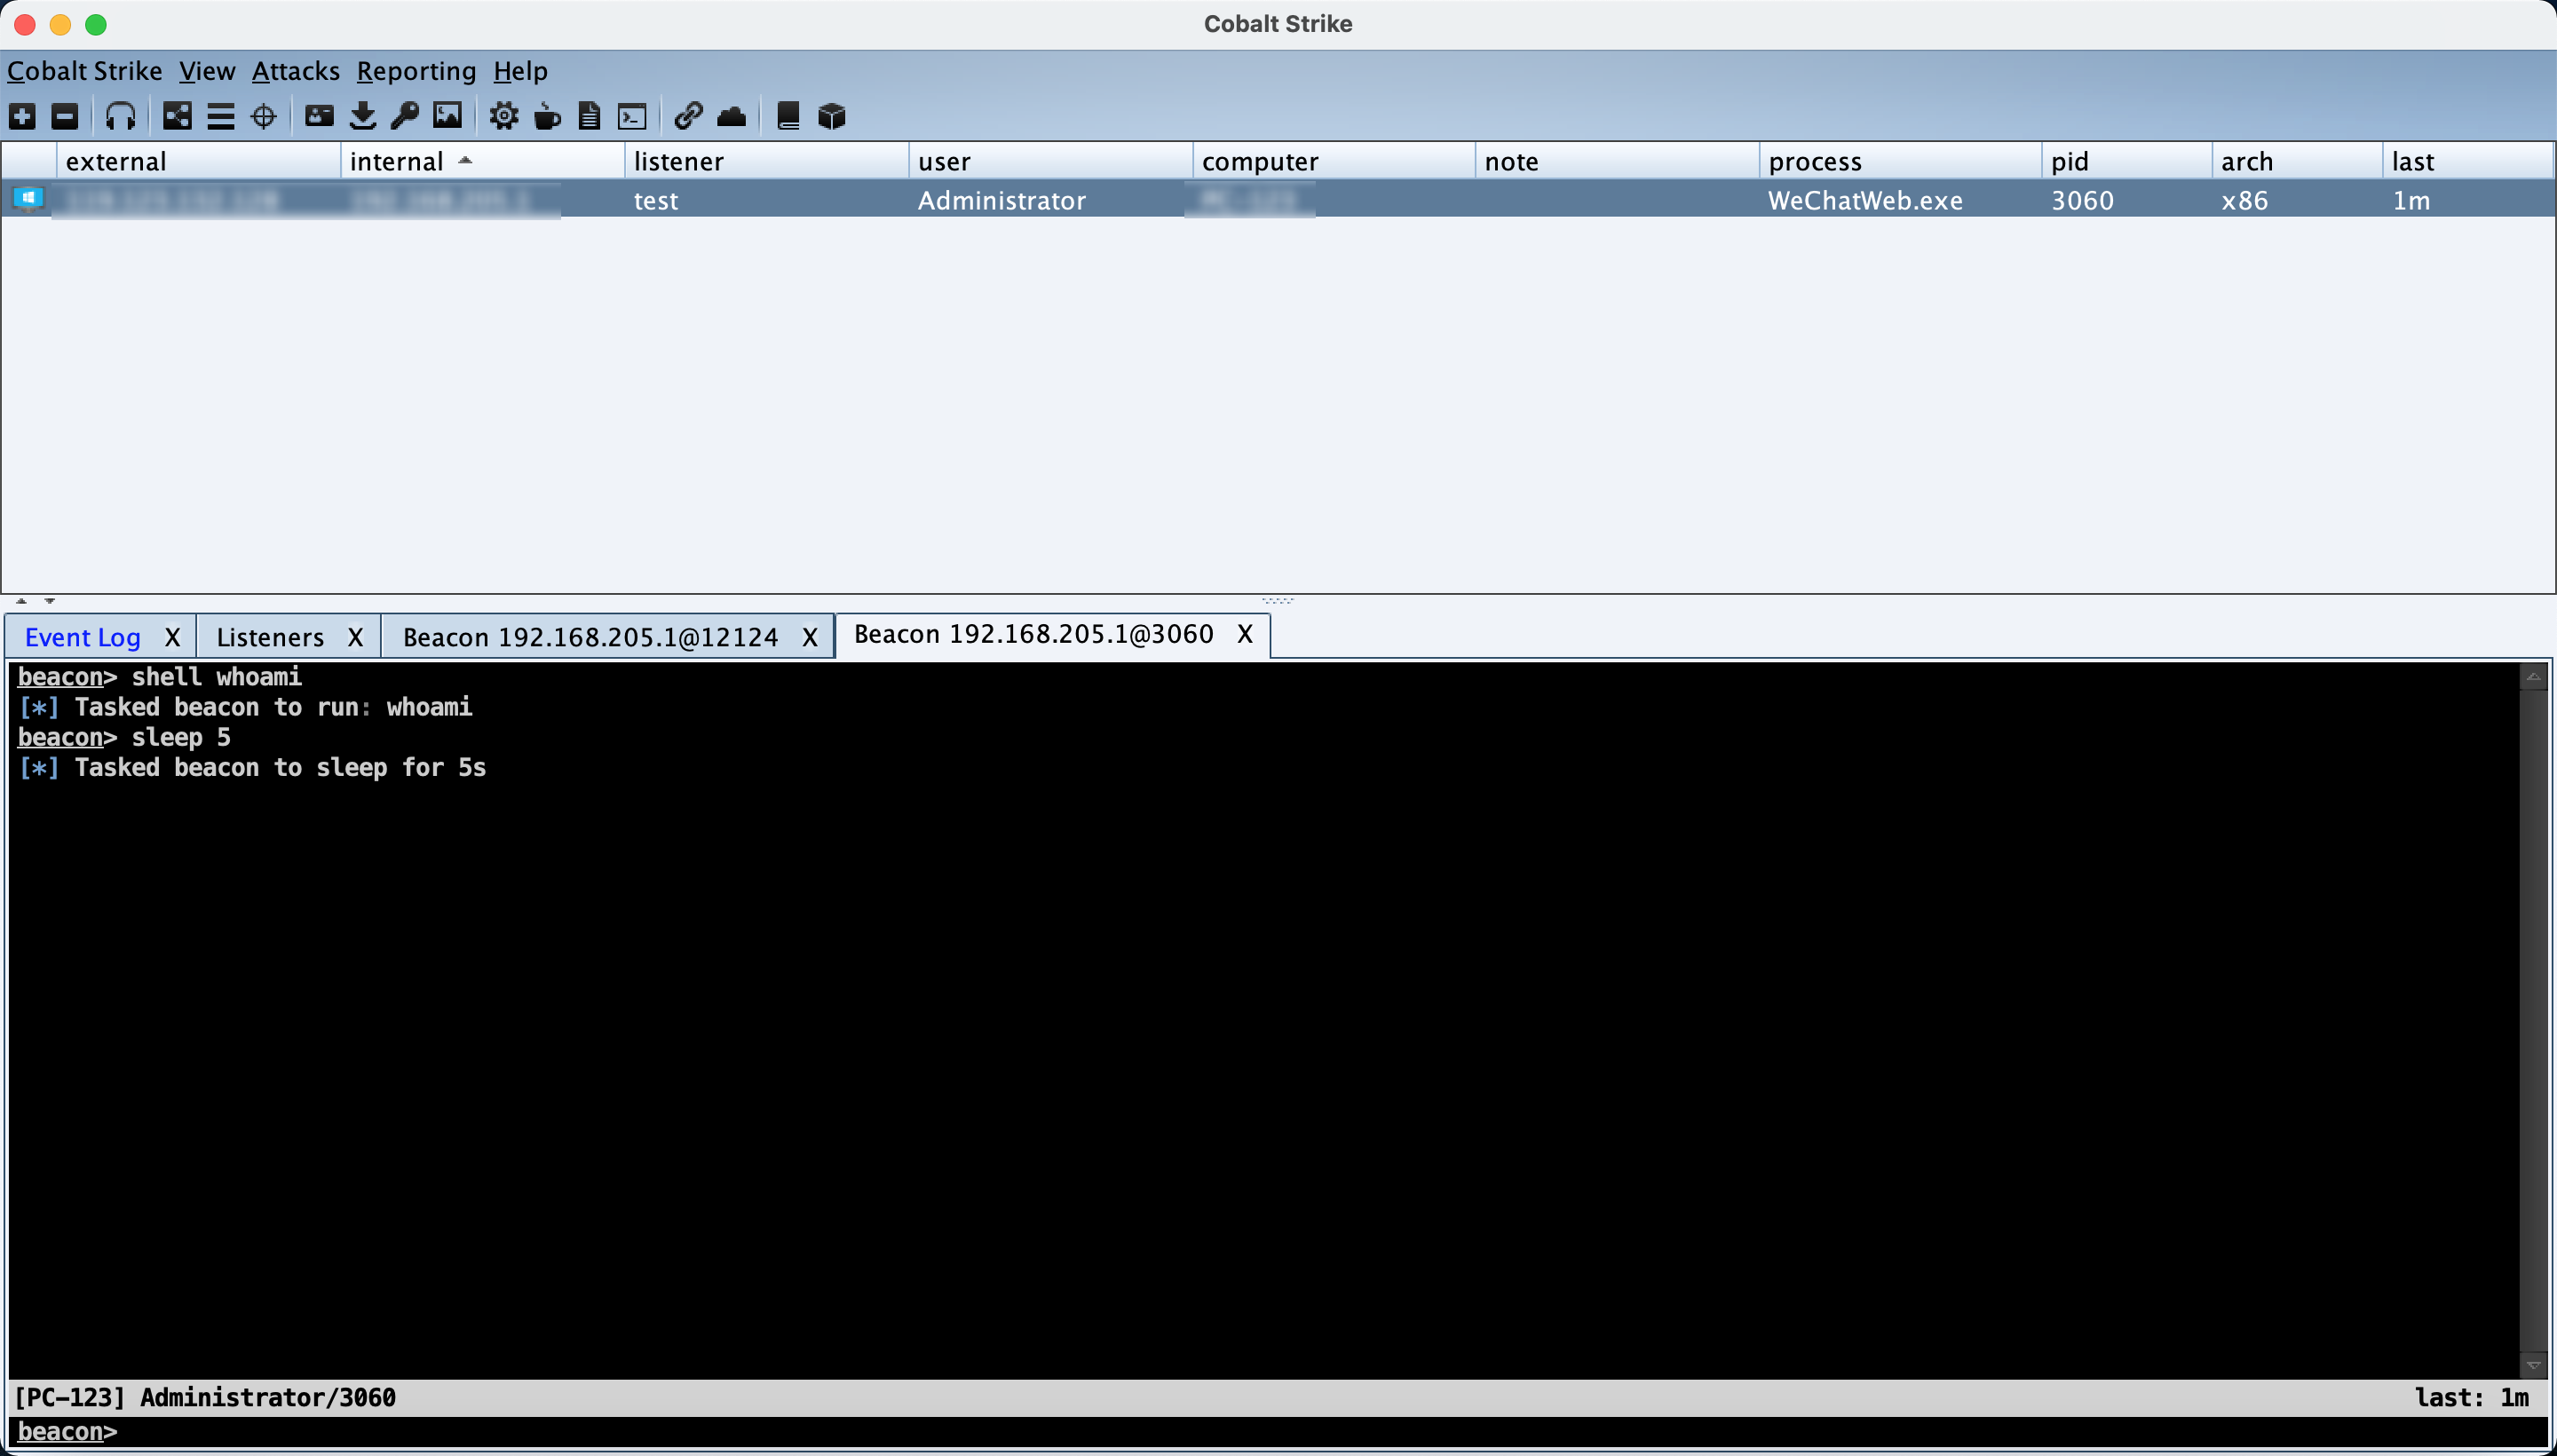 Cobalt Strike
Cobalt Strike View Attacks Reporting Help
external internal listener user computer note process pid arch last
test Administrator WeChatWeb.exe 3060 x86 1m
Event Log X Listeners X Beacon 192.168.205.1@12124 X Beacon 192.168.205.1@3060 X
beacon> shell whoami
[*] Tasked beacon to run: whoami
beacon> sleep 5
[*] Tasked beacon to sleep for 5s
[PC-123] Administrator/3060 last: 1m
beacon>